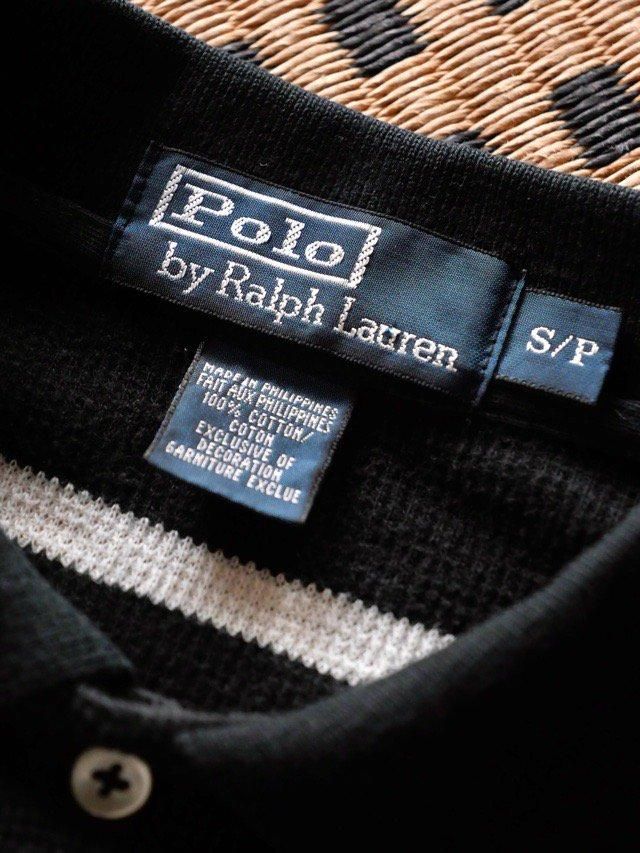 Polo
by Ralph Lauren
S/P
MADE IN PHILIPPINES
FAIT AUX PHILIPPINES
100% COTTON/
COTON
EXCLUSIVE OF
DECORATION
GARNITURE EXCLUE